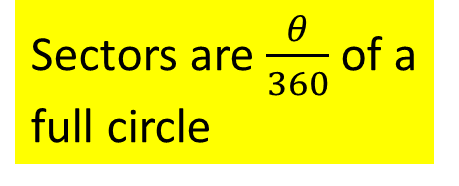 Sectors are θ/360 of a
full circle